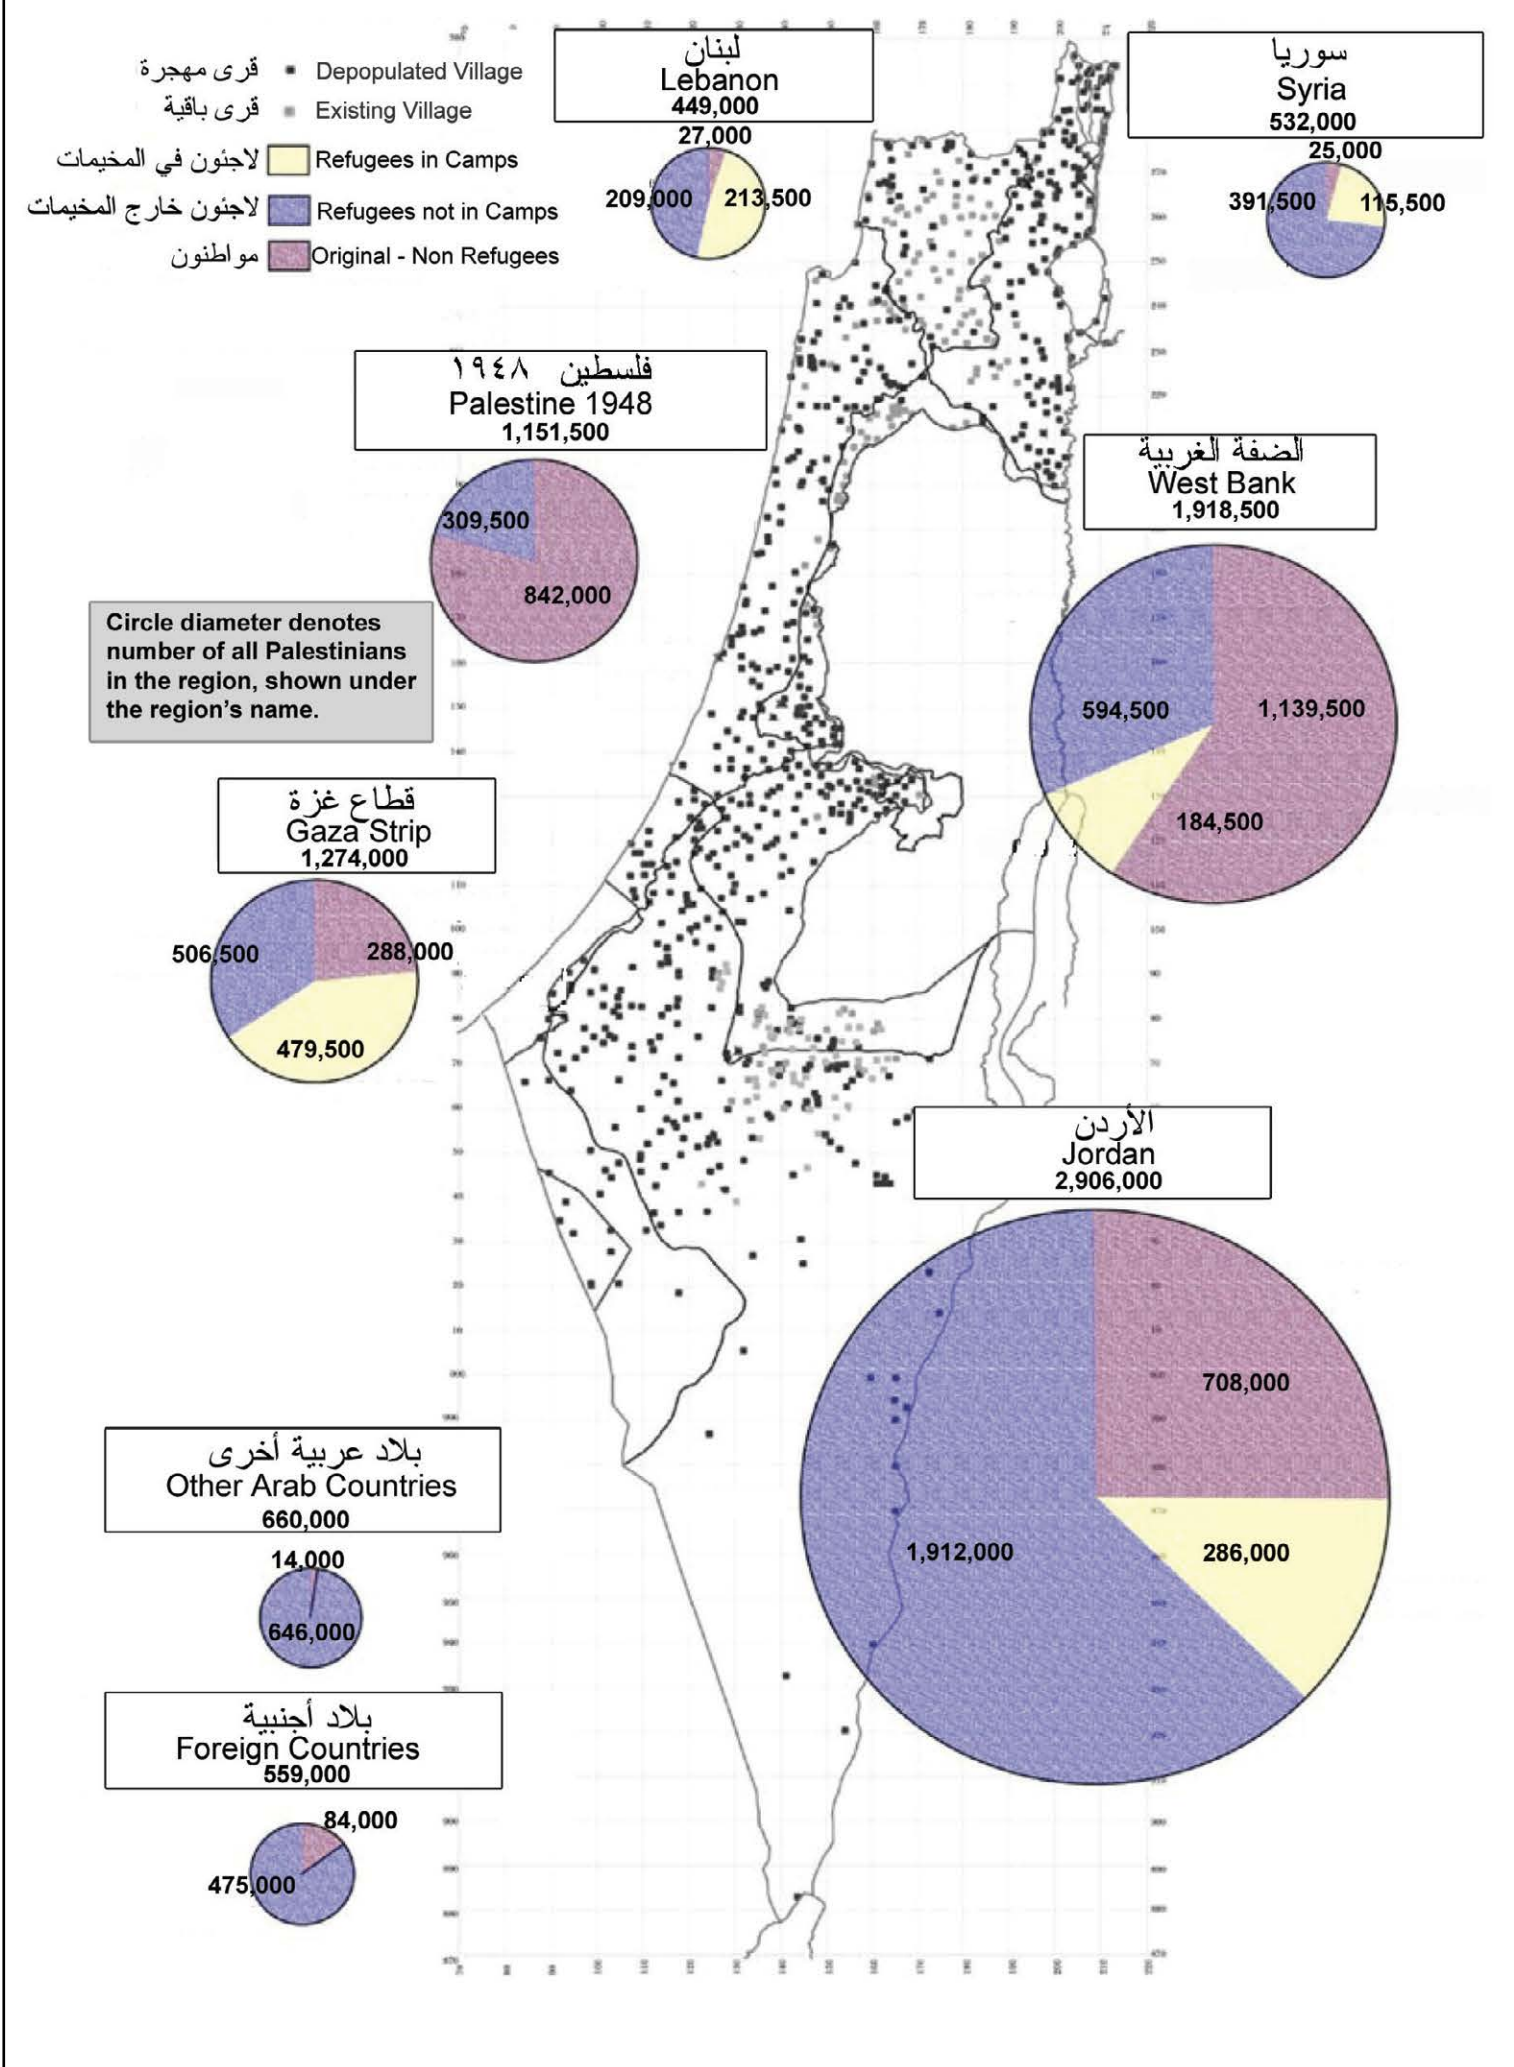 قرى مهجرة Depopulated Village
قرى باقية Existing Village
لاجئون في المخيمات Refugees in Camps
لاجئون خارج المخيمات Refugees not in Camps
مواطنون Original - Non Refugees
لبنان
Lebanon
449,000
27,000
209,000
213,500
سوريا
Syria
532,000
25,000
391,500
115,500
فلسطين ١٩٤٨
Palestine 1948
1,151,500
309,500
842,000
الضفة الغربية
West Bank
1,918,500
594,500
1,139,500
184,500
Circle diameter denotes
number of all Palestinians
in the region, shown under
the region's name.
قطاع غزة
Gaza Strip
1,274,000
506,500
288,000
479,500
الأردن
Jordan
2,906,000
708,000
1,912,000
286,000
بلاد عربية أخرى
Other Arab Countries
660,000
14,000
646,000
بلاد أجنبية
Foreign Countries
559,000
84,000
475,000